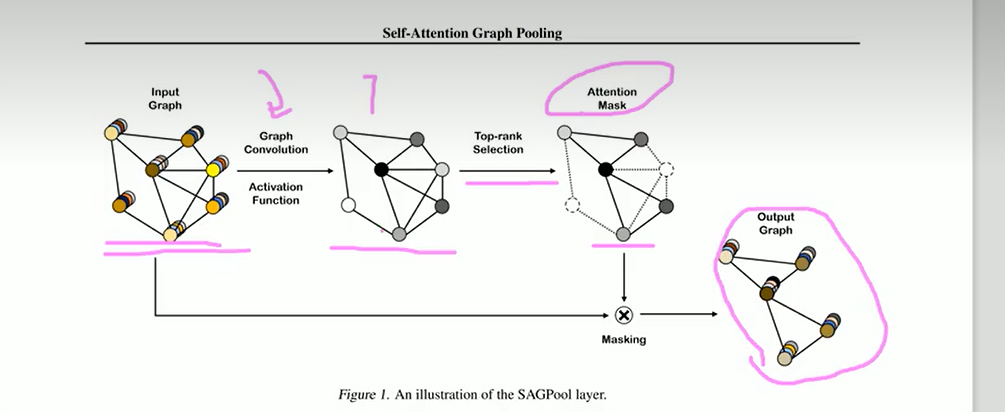 Self-Attention Graph Pooling
Input
Graph
Graph
Convolution
Activation
Function
Top-rank
Selection
Attention
Mask
Masking
Output
Graph
Figure 1. An illustration of the SAGPool layer.